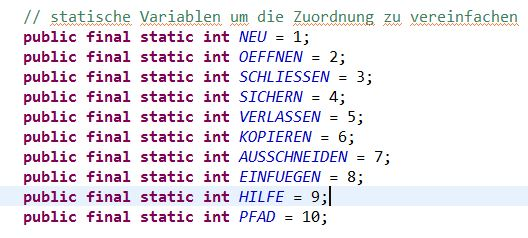 // statische Variablen um die Zuordnung zu vereinfachen
public final static int NEU = 1;
public final static int OEFFNEN = 2;
public final static int SCHLIESSEN = 3;
public final static int SICHERN = 4;
public final static int VERLASSEN = 5;
public final static int KOPIEREN = 6;
public final static int AUSSCHNEIDEN = 7;
public final static int EINFUEGEN = 8;
public final static int HILFE = 9;
public final static int PFAD = 10;